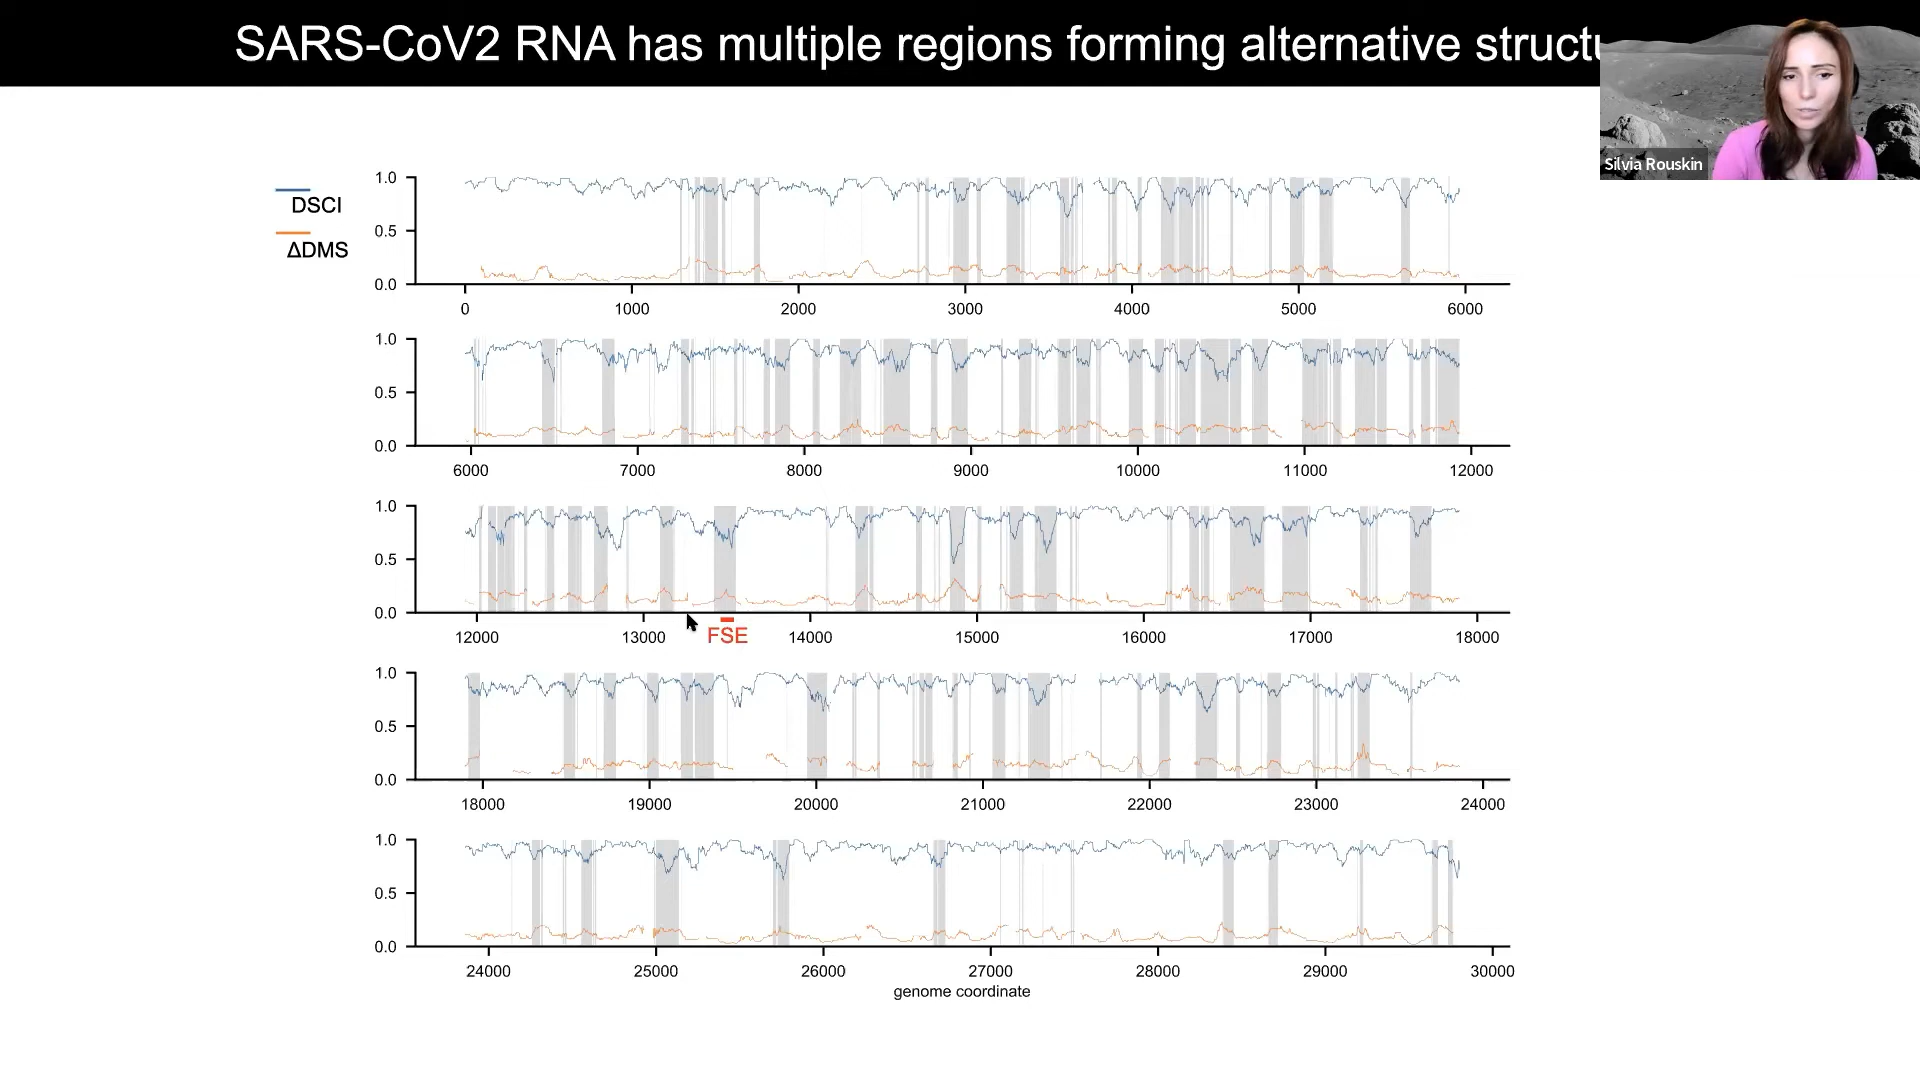 SARS-CoV2 RNA has multiple regions forming alternative struct
Silvia Rouskin
DSCI
ΔDMS
1.0
0.5
0.0
0 1000 2000 3000 4000 5000 6000
1.0
0.5
0.0
6000 7000 8000 9000 10000 11000 12000
1.0
0.5
0.0
12000 13000 FSE 14000 15000 16000 17000 18000
1.0
0.5
0.0
18000 19000 20000 21000 22000 23000 24000
1.0
0.5
0.0
24000 25000 26000 27000 28000 29000 30000
genome coordinate